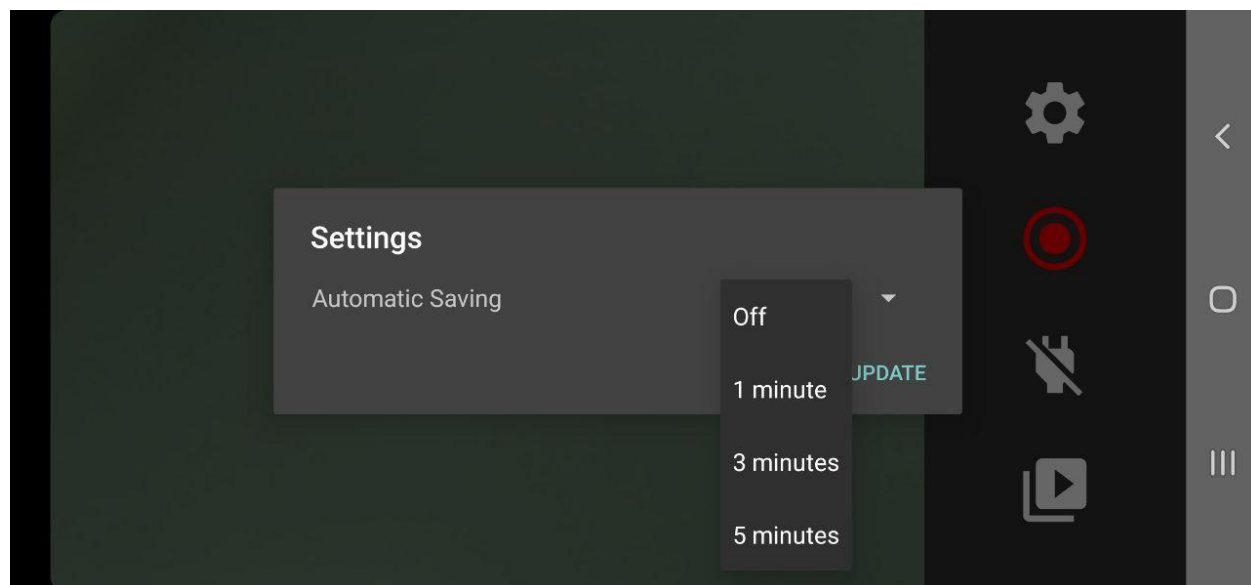 Settings
Automatic Saving
Off
1 minute
UPDATE
3 minutes
5 minutes